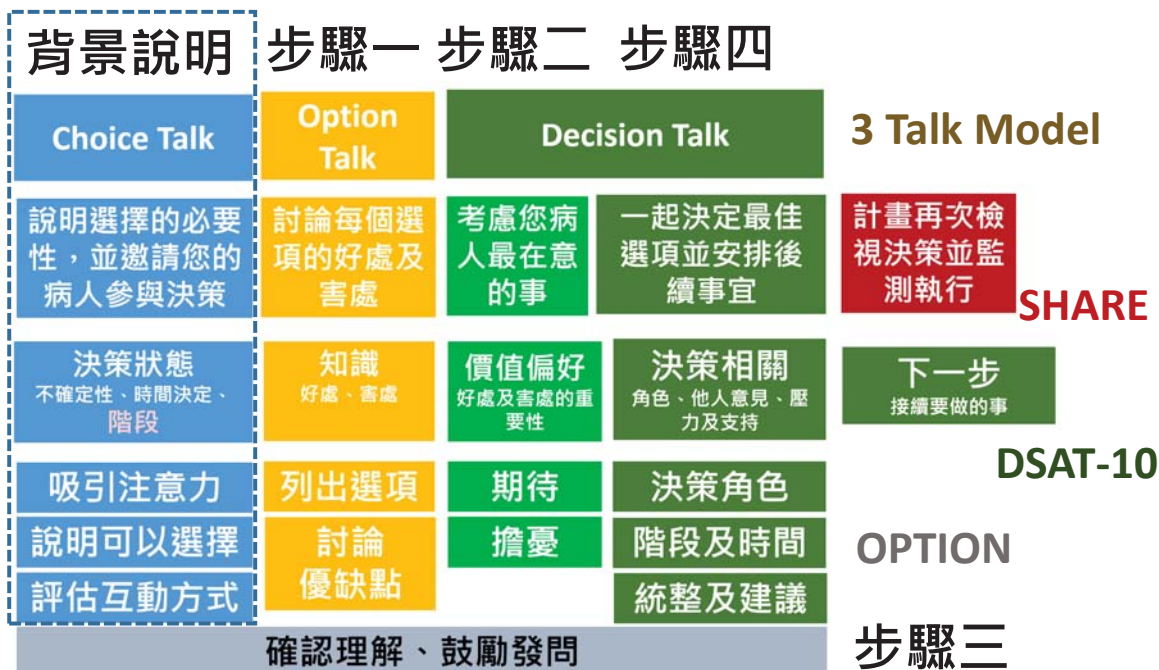 背景說明 步驟一 步驟二 步驟四
Choice Talk
Option
Talk
Decision Talk
3 Talk Model
說明選擇的必要
性，並邀請您的
病人參與決策
討論每個選
項的好處及
害處
考慮您病
人最在意
的事
一起決定最佳
選項並安排後
續事宜
計畫再次檢
視決策並監
測執行
SHARE
決策狀態
不確定性、時間決定、
階段
知識
好處、害處
價值偏好
好處及害處的重
要性
決策相關
角色、他人意見、壓
力及支持
下一步
接續要做的事
DSAT-10
吸引注意力
列出選項
期待
決策角色
說明可以選擇
討論
優缺點
擔憂
階段及時間
OPTION
評估互動方式
統整及建議
確認理解、鼓勵發問
步驟三